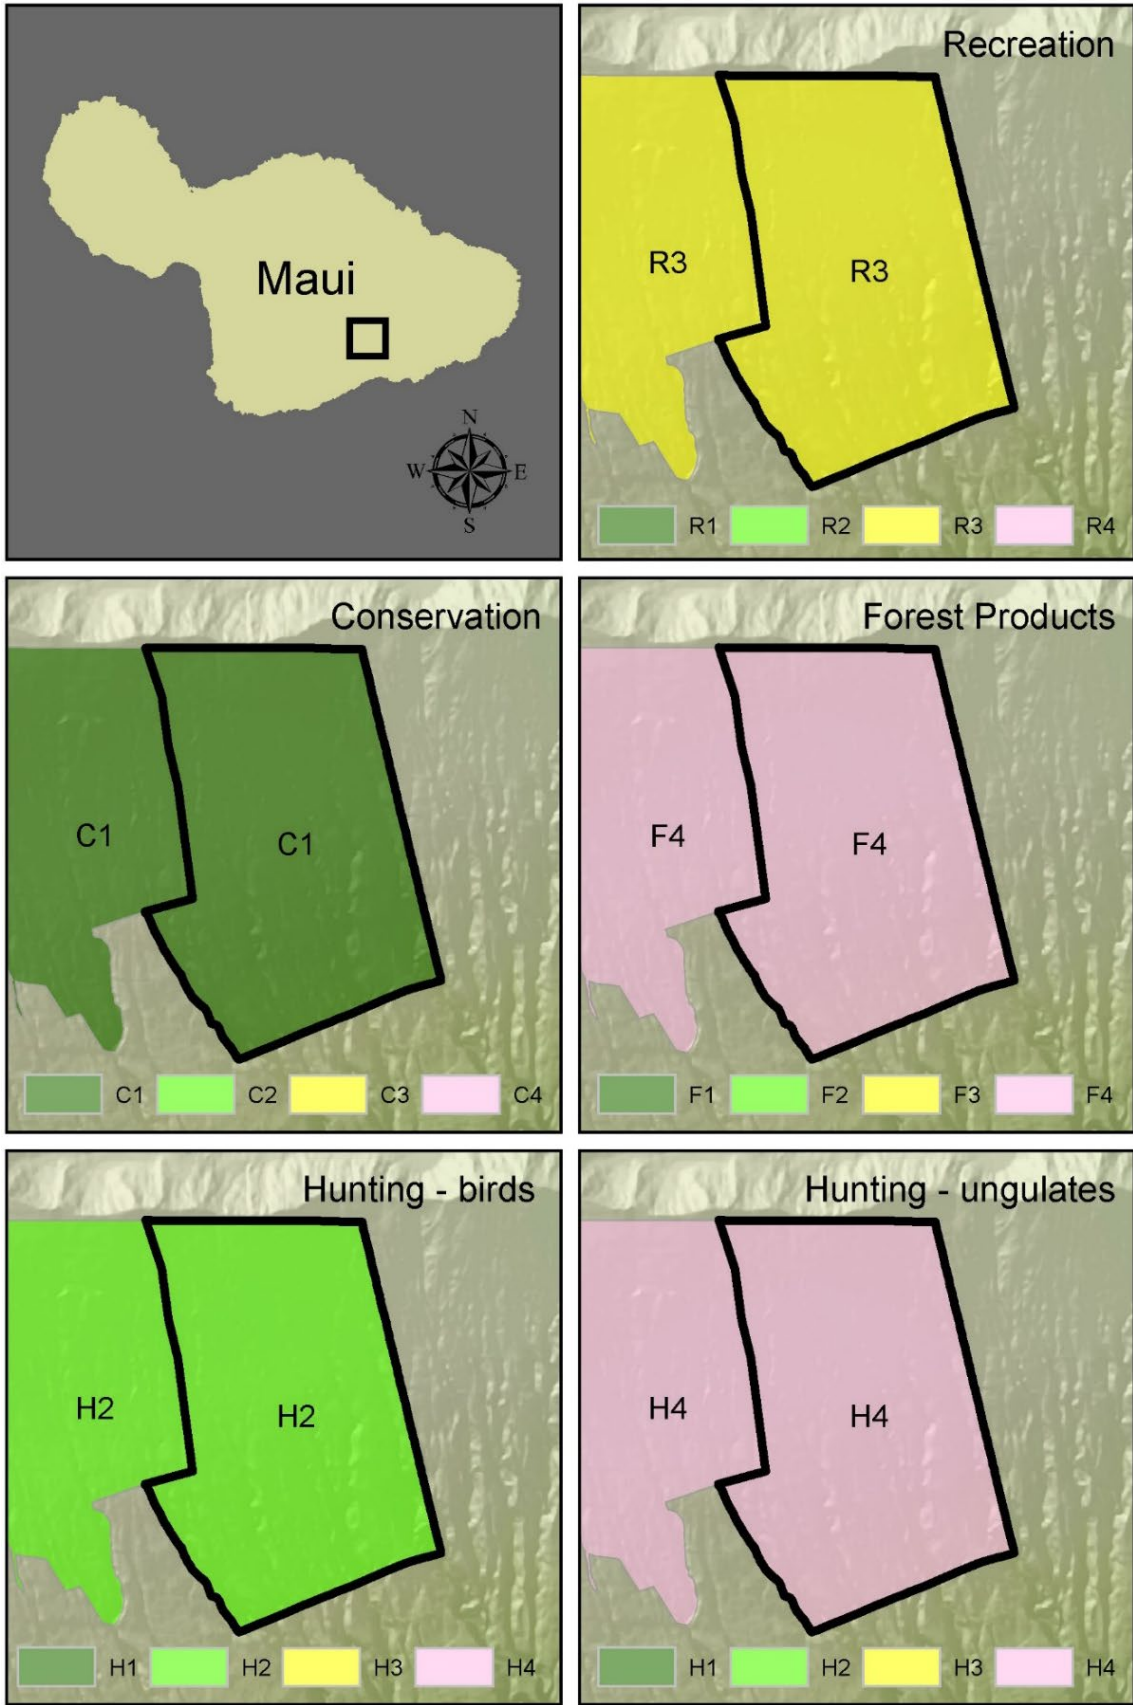 Maui
N
W E
S
Recreation
R3 R3
R1 R2 R3 R4
Conservation
C1 C1
C1 C2 C3 C4
Forest Products
F4 F4
F1 F2 F3 F4
Hunting - birds
H2 H2
H1 H2 H3 H4
Hunting - ungulates
H4 H4
H1 H2 H3 H4